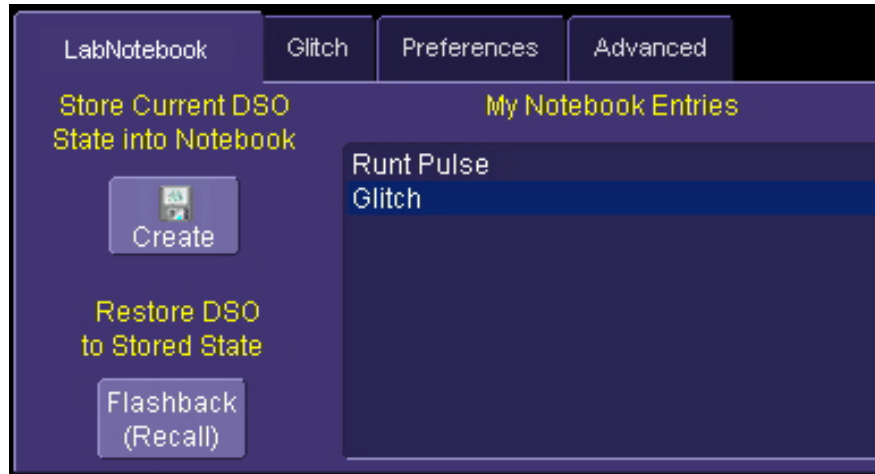 LabNotebook
Glitch
Preferences
Advanced
Store Current DSO
State into Notebook
Create
Restore DSO
to Stored State
Flashback
(Recall)
My Notebook Entries
Runt Pulse
Glitch